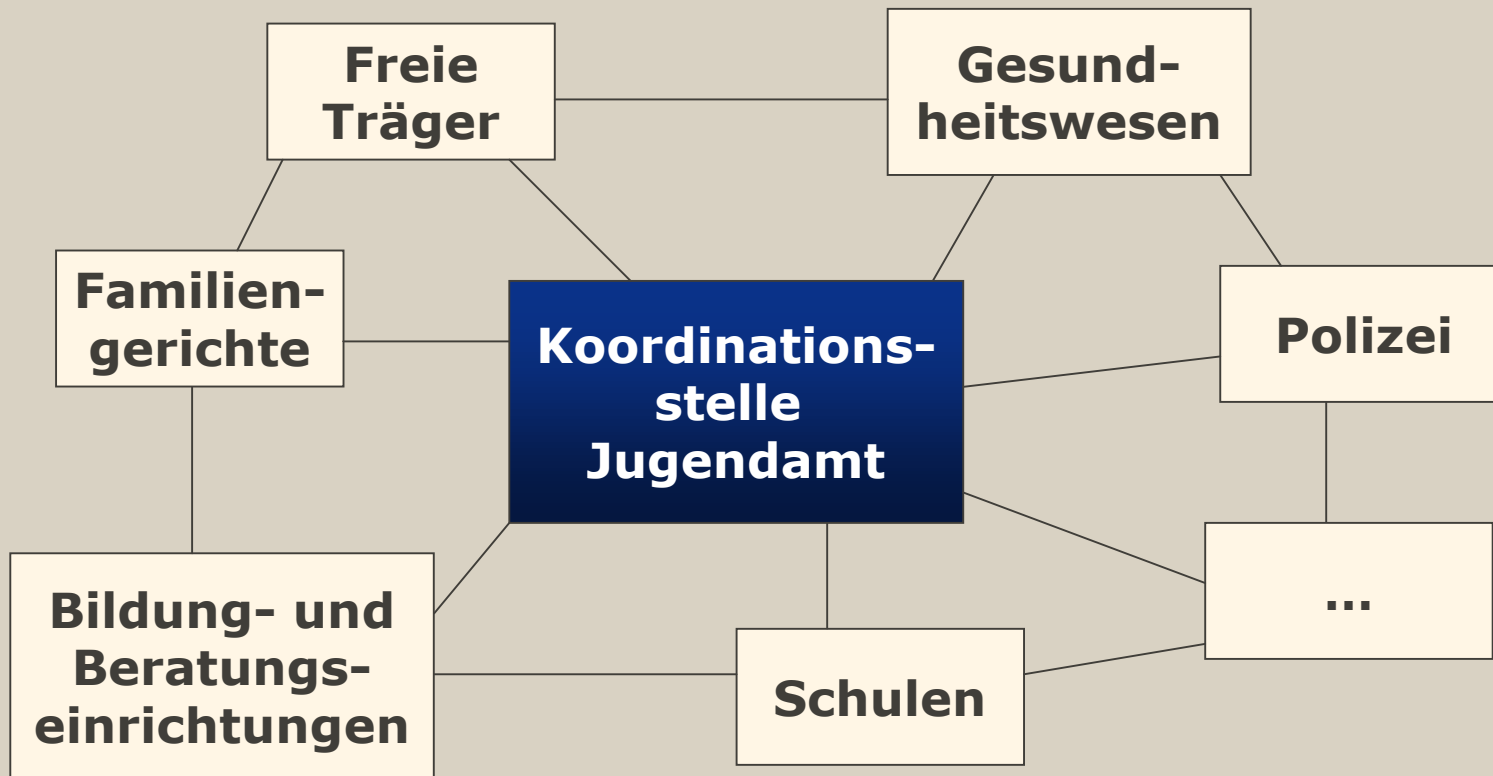 Freie
Träger
Gesund-
heitswesen
Familien-
gerichte
Koordinations-
stelle
Jugendamt
Polizei
Bildung- und
Beratungs-
einrichtungen
Schulen
...